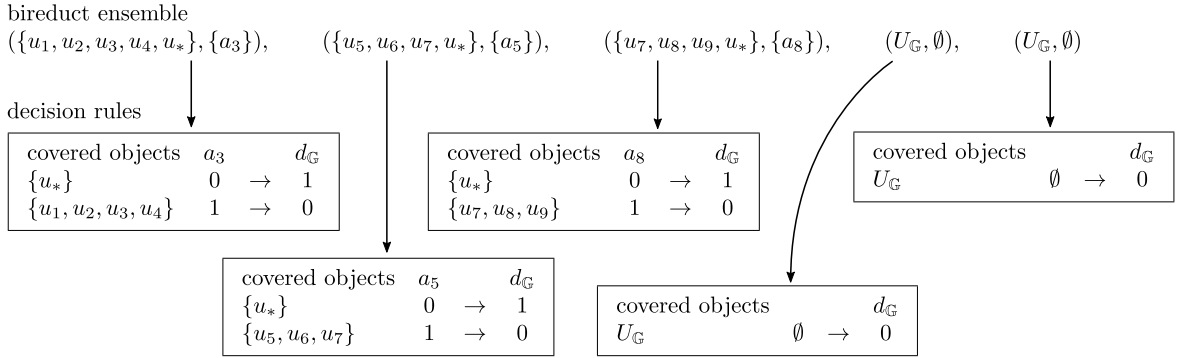 bireduct ensemble
({u₁, u₂, u₃, u₄, u∗}, {a₃}), ({u₅, u₆, u₇, u∗}, {a₅}), ({u₇, u₈, u₉, u∗}, {a₈}), (U𝔾, ∅), (U𝔾, ∅)
decision rules
covered objects a₃ d𝔾
{u∗} 0 → 1
{u₁, u₂, u₃, u₄} 1 → 0
covered objects a₈ d𝔾
{u∗} 0 → 1
{u₇, u₈, u₉} 1 → 0
covered objects d𝔾
U𝔾 ∅ → 0
covered objects a₅ d𝔾
{u∗} 0 → 1
{u₅, u₆, u₇} 1 → 0
covered objects d𝔾
U𝔾 ∅ → 0